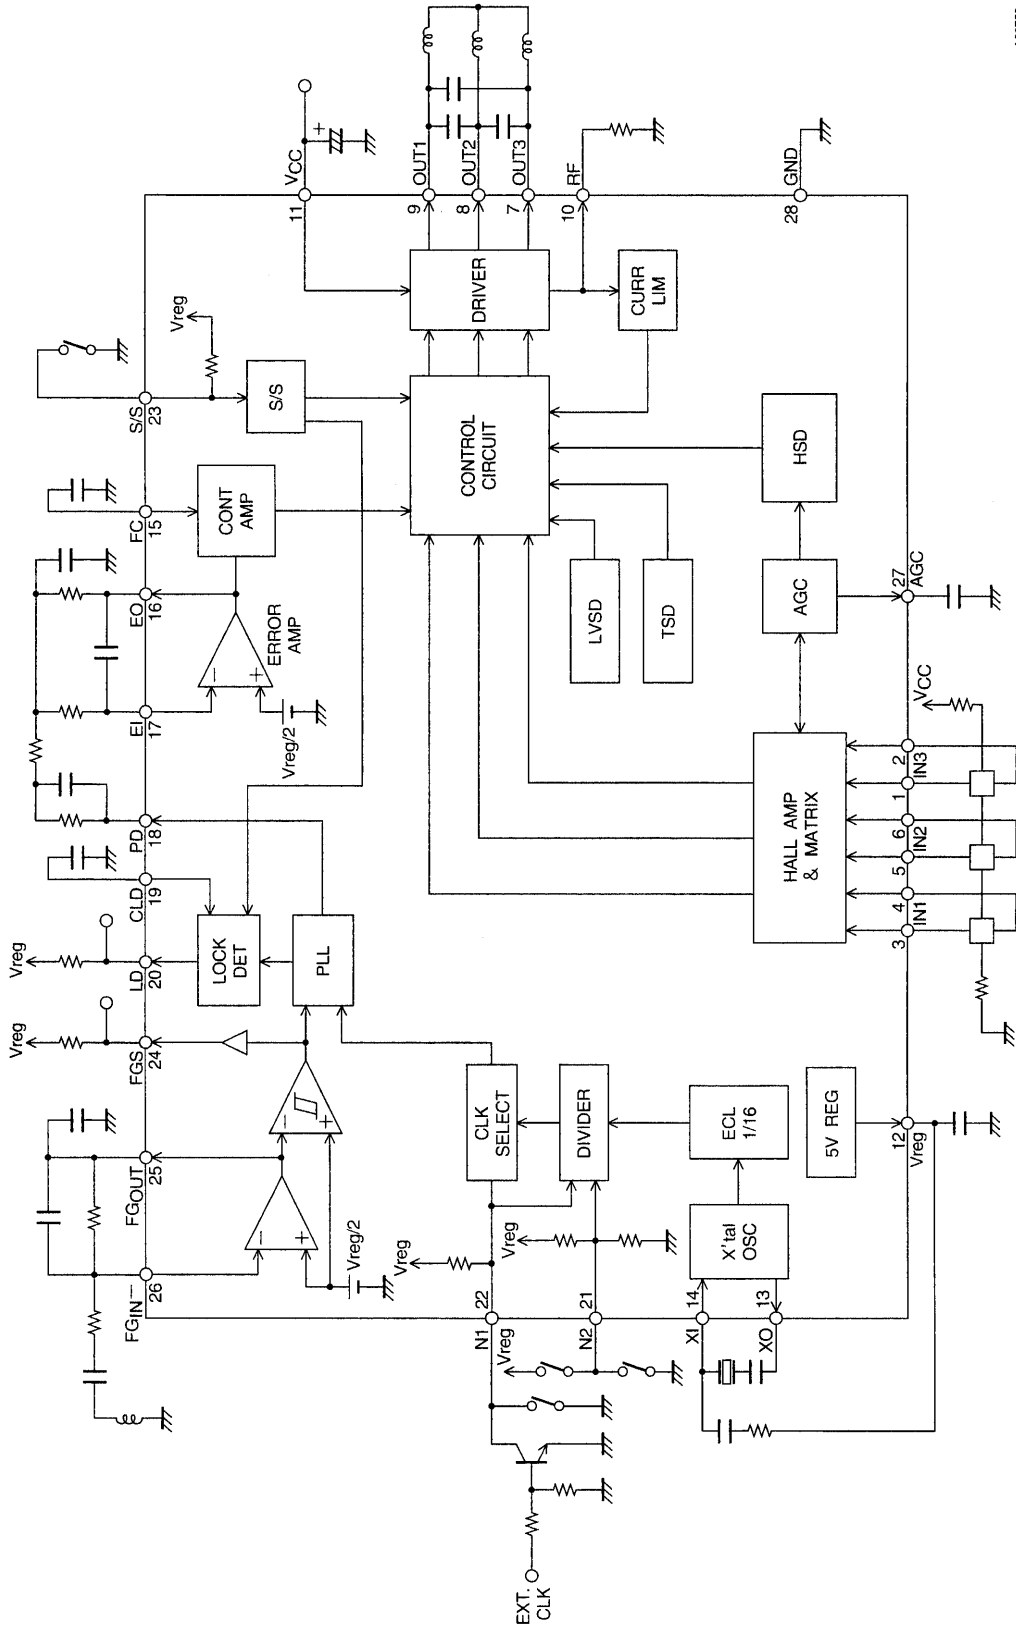 EXT.
CLK
Vreg
Vreg
Vreg
N1
22
N2
21
XI
14
XO
13
FGIN−
26
FGOUT
25
FGS
24
LD
20
CLD
19
PD
18
EI
17
EO
16
FC
15
S/S
23
Vreg
Vreg
Vreg
−
+
−
+
Vreg/2
LOCK
DET
PLL
CLK
SELECT
DIVIDER
ECL
1/16
X'tal
OSC
5V REG
12
Vreg
−
+
ERROR
AMP
Vreg/2
CONT
AMP
S/S
CONTROL
CIRCUIT
DRIVER
CURR
LIM
LVSD
TSD
AGC
HSD
HALL AMP
& MATRIX
3
4
IN1
5
6
IN2
1
2
IN3
VCC
27
AGC
VCC
11
+
OUT1
9
OUT2
8
OUT3
7
RF
10
GND
28